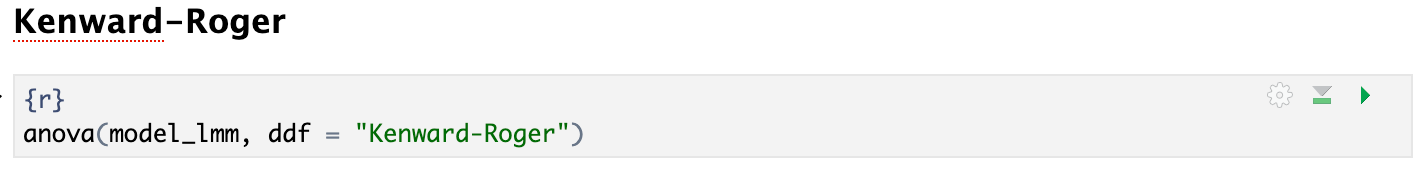 Kenward-Roger
{r}
anova(model_lmm, ddf = "Kenward-Roger")